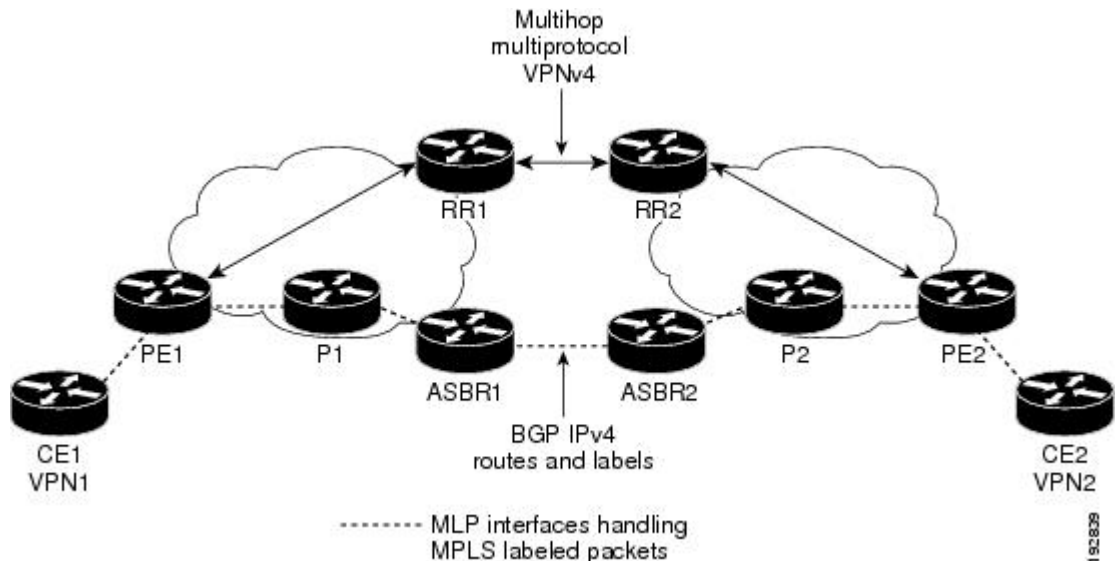 Multihop
multiprotocol
VPNv4
RR1
RR2
PE1
P1
ASBR1
ASBR2
P2
PE2
CE1
VPN1
BGP IPv4
routes and labels
CE2
VPN2
MLP interfaces handling
MPLS labeled packets
192839